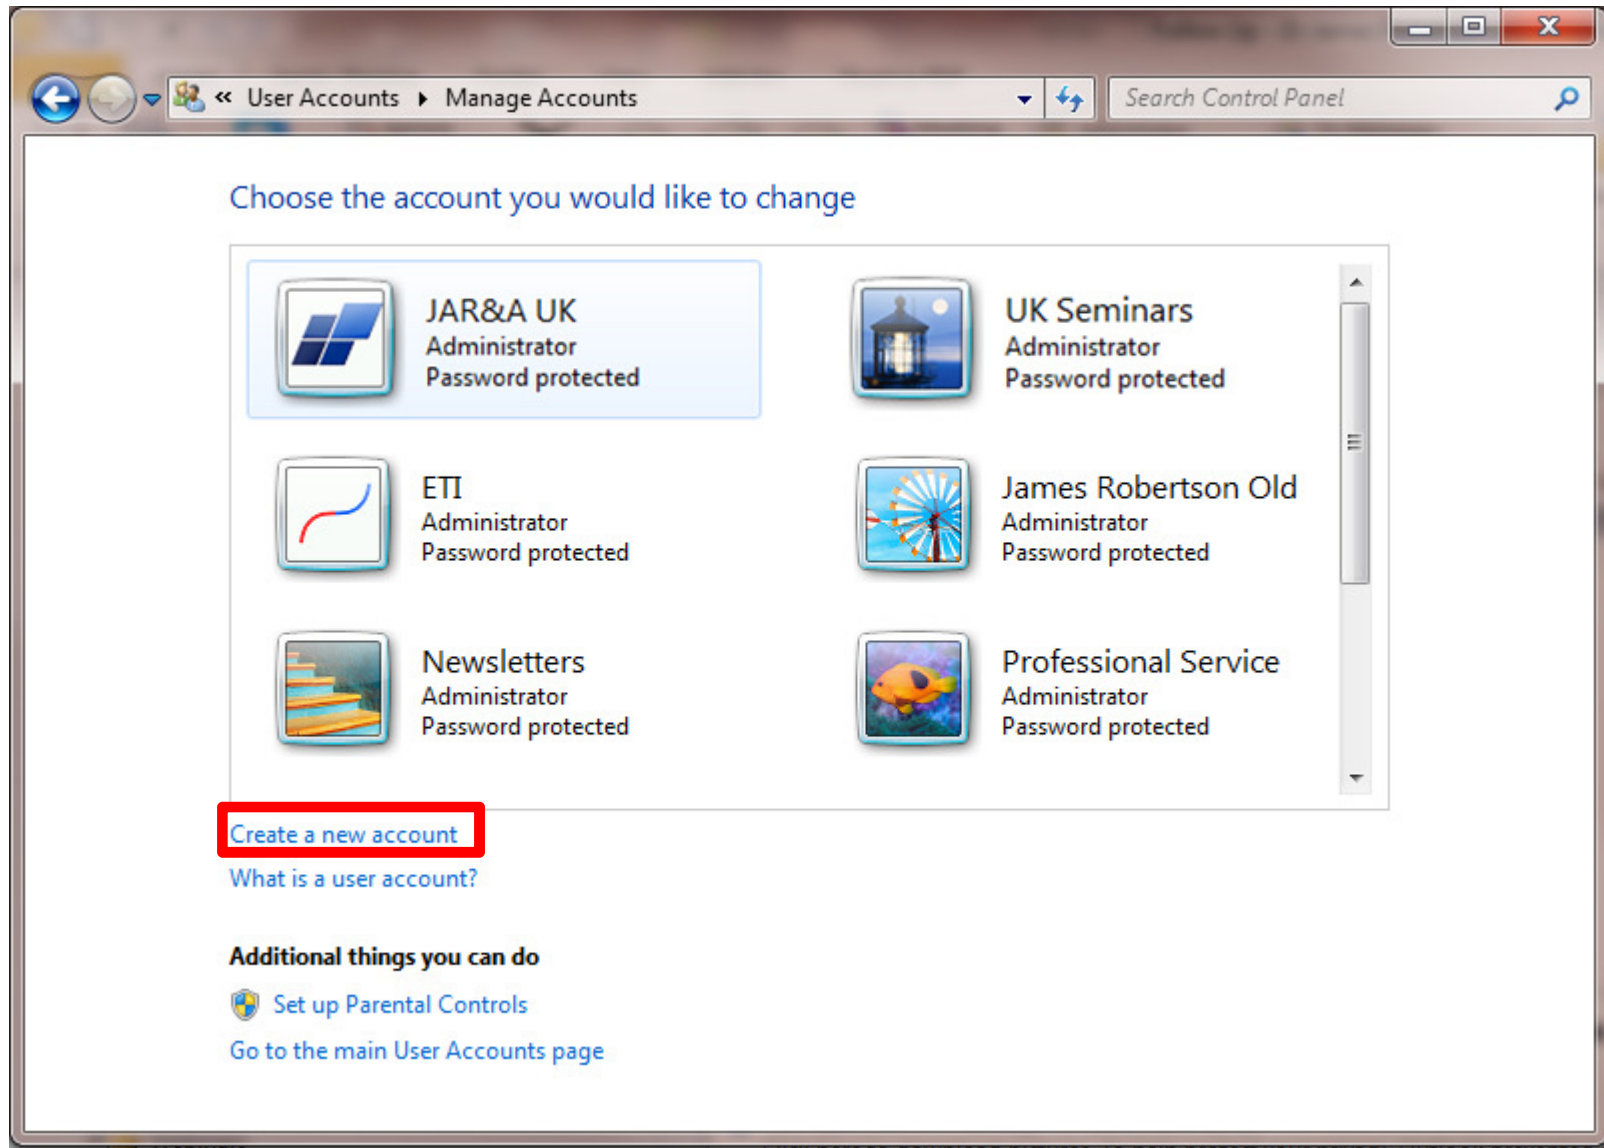 « User Accounts ▸ Manage Accounts
Search Control Panel
Choose the account you would like to change
JAR&A UK
Administrator
Password protected
UK Seminars
Administrator
Password protected
ETI
Administrator
Password protected
James Robertson Old
Administrator
Password protected
Newsletters
Administrator
Password protected
Professional Service
Administrator
Password protected
Create a new account
What is a user account?
Additional things you can do
Set up Parental Controls
Go to the main User Accounts page